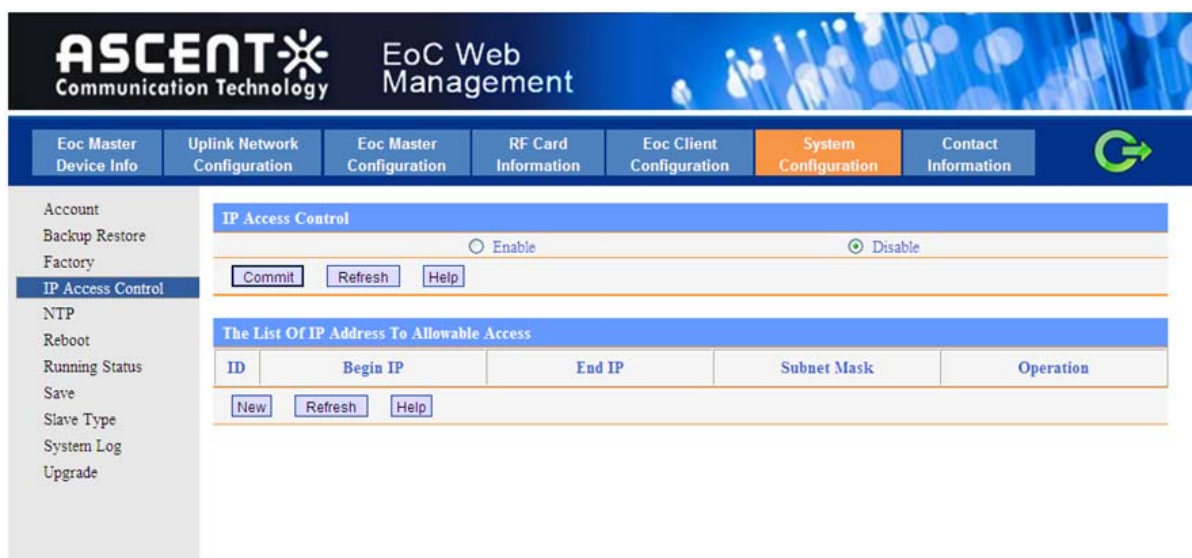 ASCENT
Communication Technology
EoC Web
Management
Eoc Master
Device Info
Uplink Network
Configuration
Eoc Master
Configuration
RF Card
Information
Eoc Client
Configuration
System
Configuration
Contact
Information
Account
Backup Restore
Factory
IP Access Control
NTP
Reboot
Running Status
Save
Slave Type
System Log
Upgrade
IP Access Control
Enable Disable
Commit Refresh Help
The List Of IP Address To Allowable Access
ID Begin IP End IP Subnet Mask Operation
New Refresh Help